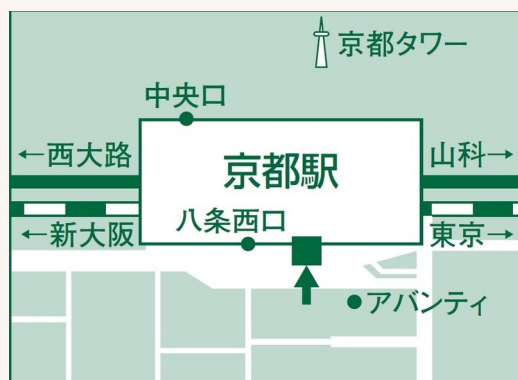 京都タワー
中央口
←西大路
京都駅
山科→
←新大阪
八条西口
東京→
アバンティ